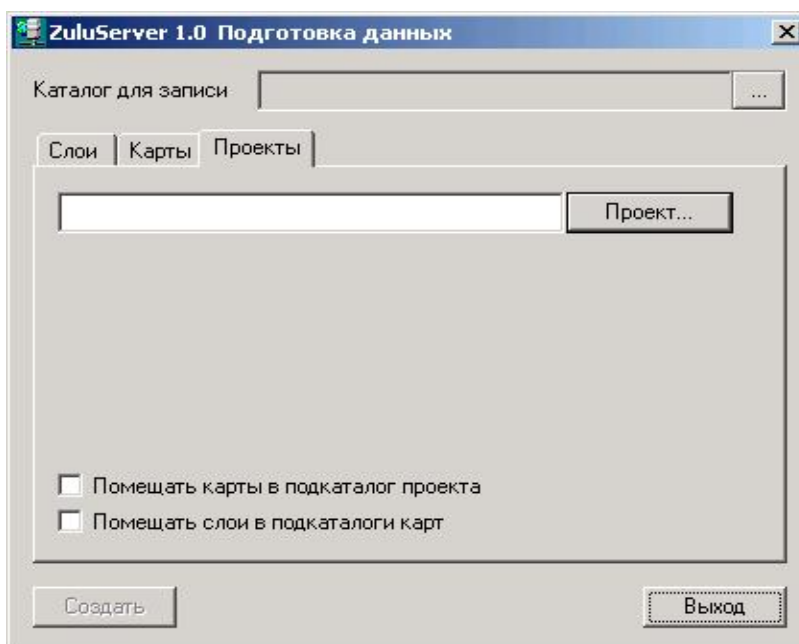 ZuluServer 1.0 Подготовка данных
Каталог для записи ...
Слои Карты Проекты
Проект...
Помещать карты в подкаталог проекта
Помещать слои в подкаталоги карт
Создать Выход